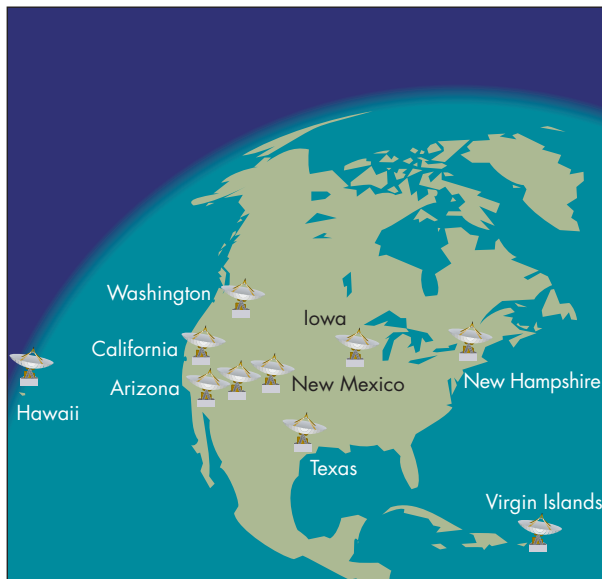 Washington
Iowa
California
Arizona
New Mexico
New Hampshire
Hawaii
Texas
Virgin Islands